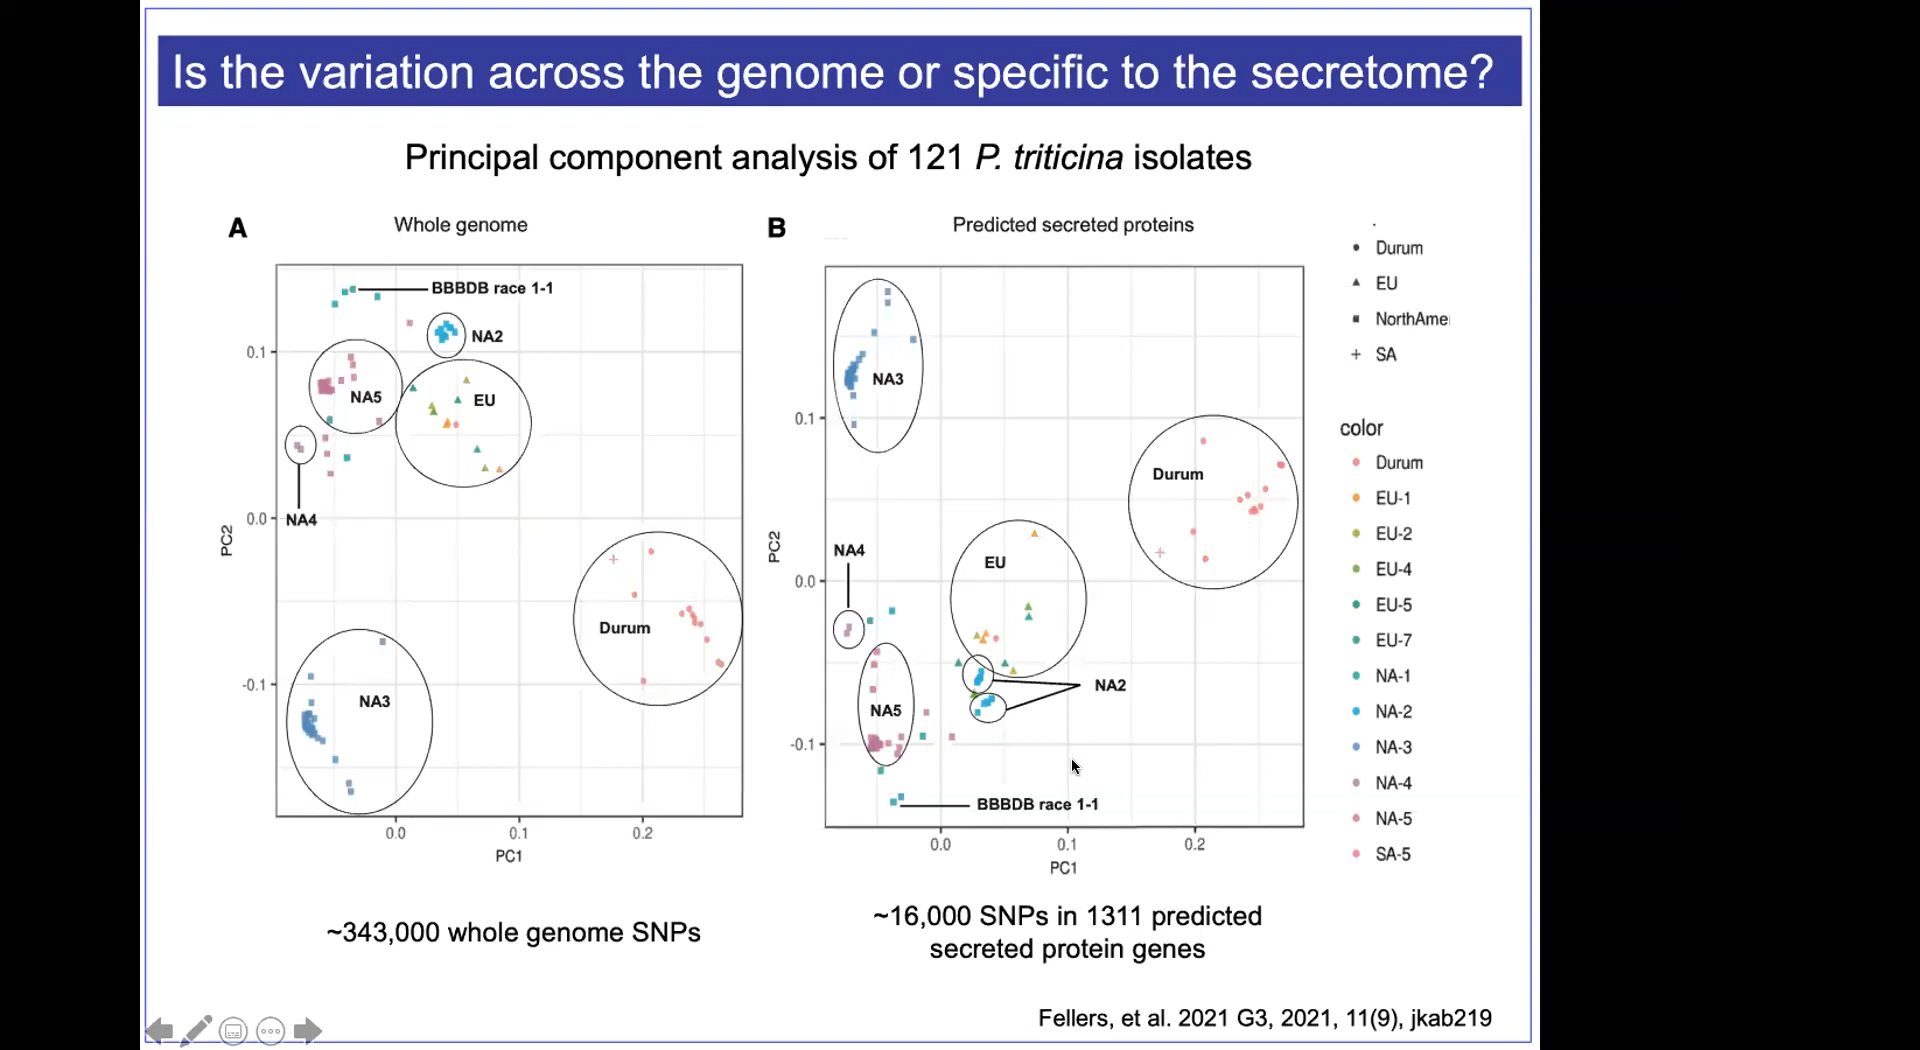 Is the variation across the genome or specific to the secretome?
Principal component analysis of 121 P. triticina isolates
A
Whole genome
BBBDB race 1-1
NA2
NA5
EU
NA4
Durum
NA3
PC2
0.1
0.0
-0.1
0.0
0.1
0.2
PC1
~343,000 whole genome SNPs
B
Predicted secreted proteins
NA3
Durum
NA4
EU
NA2
NA5
BBBDB race 1-1
PC2
0.1
0.0
-0.1
0.0
0.1
0.2
PC1
~16,000 SNPs in 1311 predicted
secreted protein genes
Durum
EU
NorthAme
SA
color
Durum
EU-1
EU-2
EU-4
EU-5
EU-7
NA-1
NA-2
NA-3
NA-4
NA-5
SA-5
Fellers, et al. 2021 G3, 2021, 11(9), jkab219